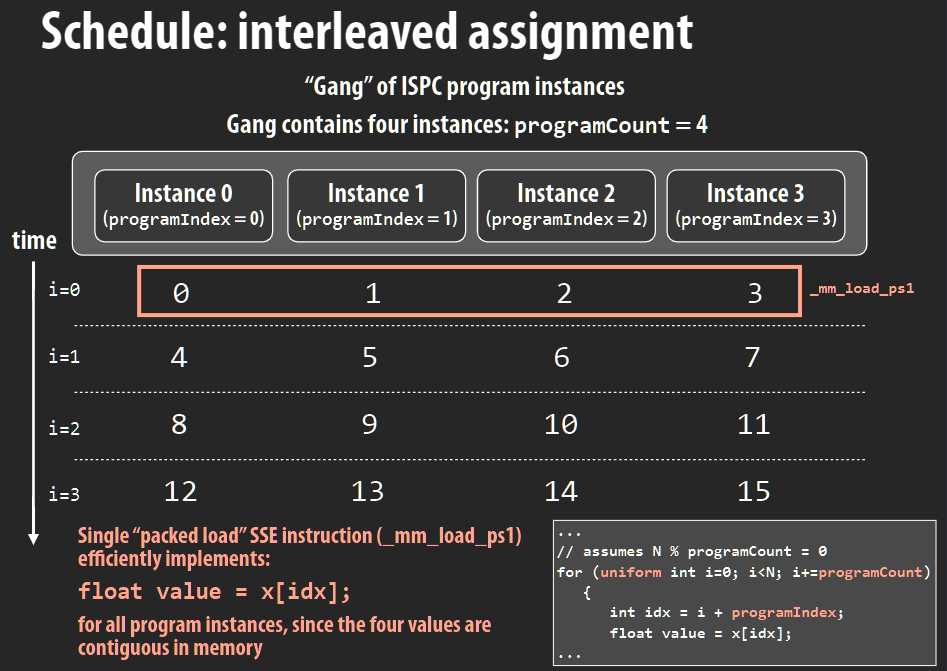 Schedule: interleaved assignment
“Gang” of ISPC program instances
Gang contains four instances: programCount = 4
Instance 0
(programIndex = 0)
Instance 1
(programIndex = 1)
Instance 2
(programIndex = 2)
Instance 3
(programIndex = 3)
time
i=0 0 1 2 3 _mm_load_ps1
i=1 4 5 6 7
i=2 8 9 10 11
i=3 12 13 14 15
Single “packed load” SSE instruction (_mm_load_ps1)
efficiently implements:
float value = x[idx];
for all program instances, since the four values are
contiguous in memory
...
// assumes N % programCount = 0
for (uniform int i=0; i<N; i+=programCount)
{
int idx = i + programIndex;
float value = x[idx];
...